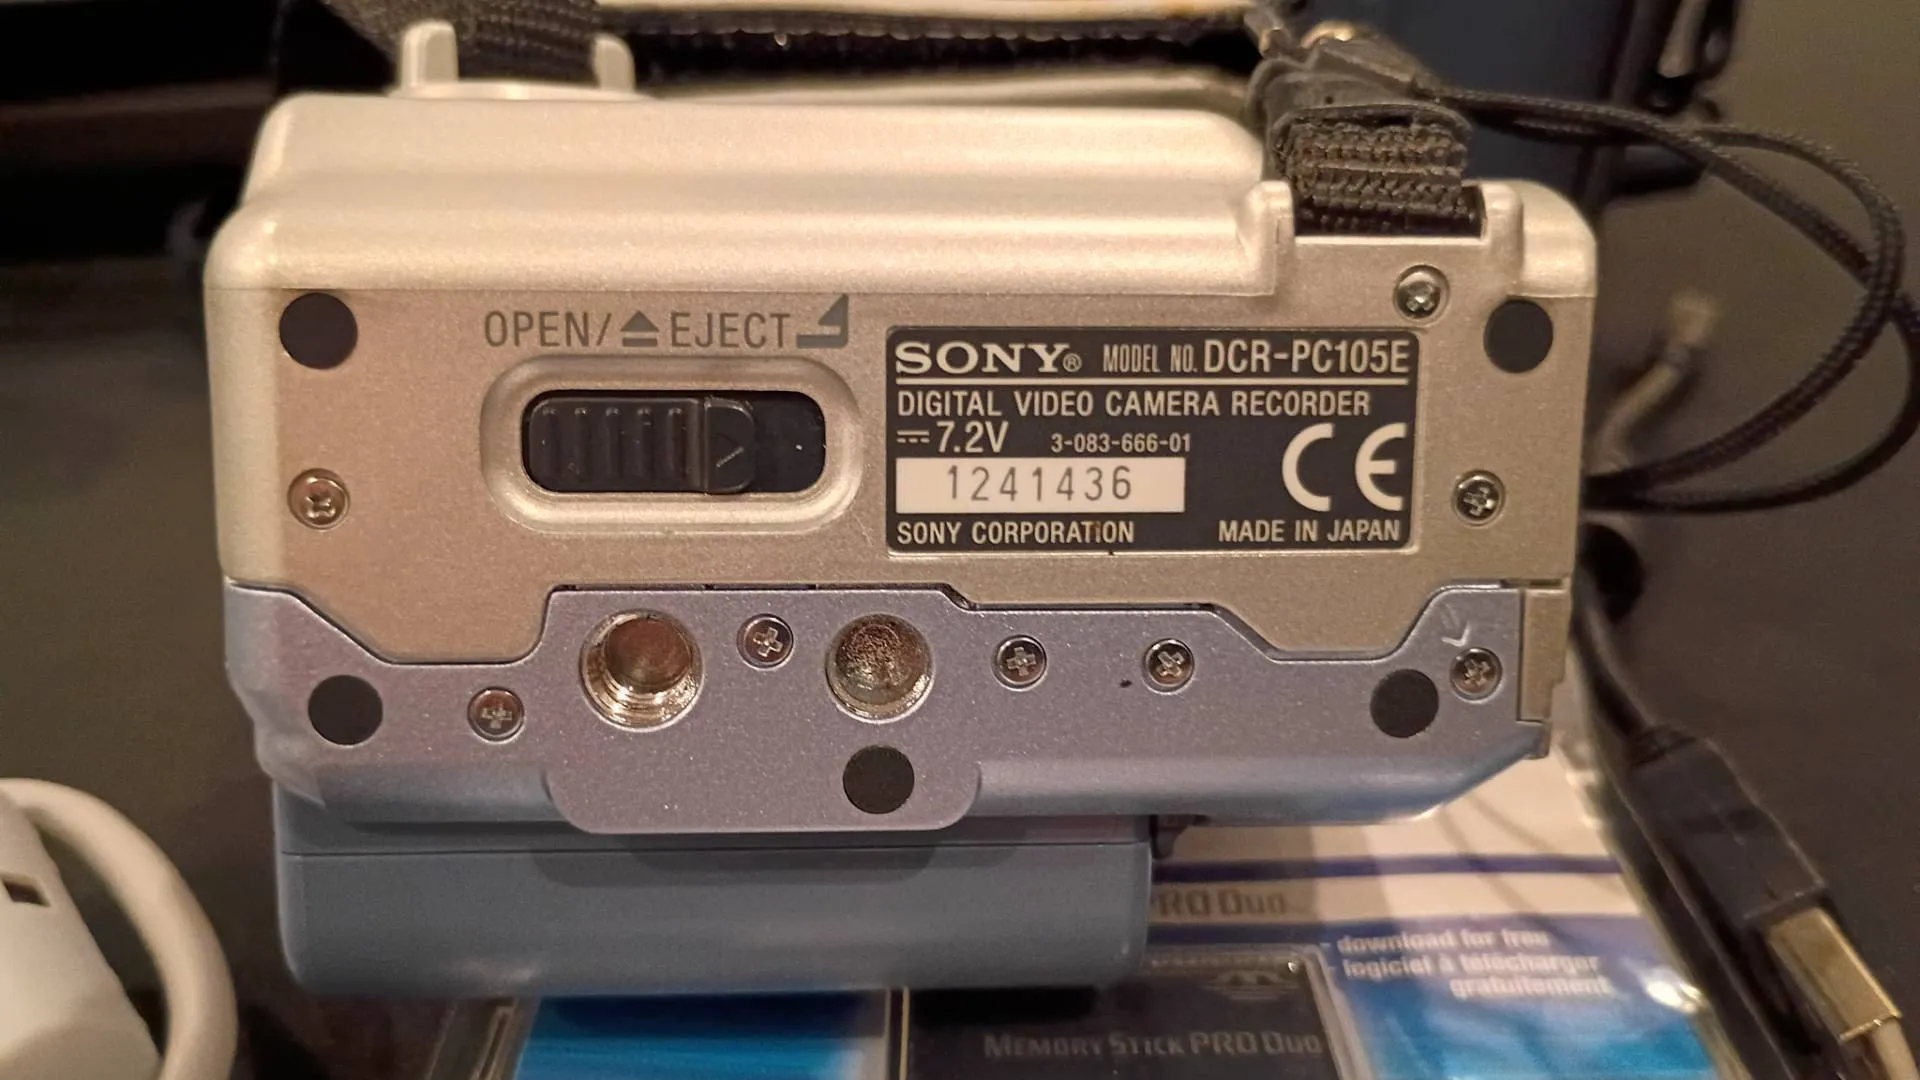 OPEN/⏏EJECT
SONY® MODEL NO. DCR-PC105E
DIGITAL VIDEO CAMERA RECORDER
⎓7.2V 3-083-666-01
1241436
CE
SONY CORPORATION MADE IN JAPAN
PRO Duo
- download for free
- logiciel à télécharger
gratuitement
MEMORY STICK PRO DUO